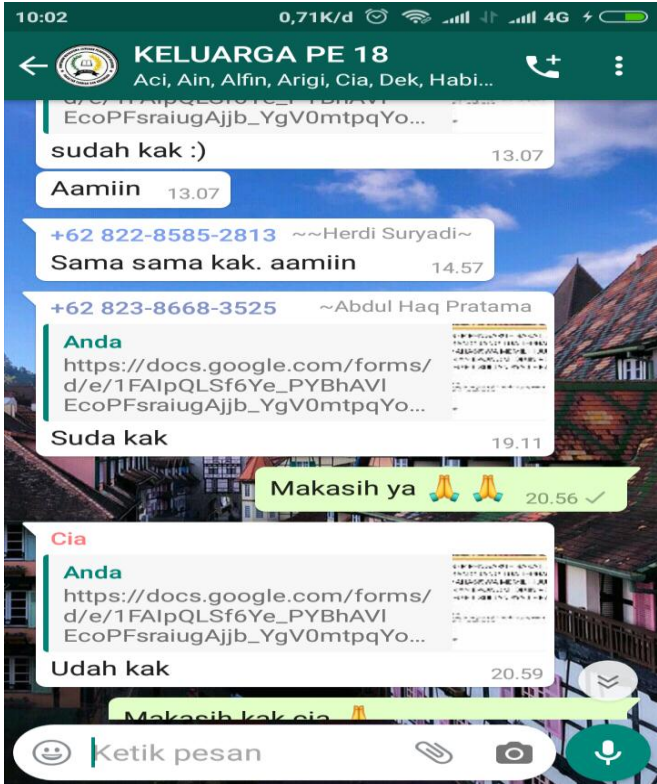 10:02
0,71K/d
4G
KELUARGA PE 18
Aci, Ain, Alfin, Arigi, Cia, Dek, Habi...
EcoPFsraiugAjjb_YgV0mtpqYo...
sudah kak :)
13.07
Aamiin
13.07
+62 822-8585-2813 ~~Herdi Suryadi~
Sama sama kak. aamiin
14.57
+62 823-8668-3525 ~Abdul Haq Pratama
Anda
https://docs.google.com/forms/
d/e/1FAIpQLSf6Ye_PYBhAVl
EcoPFsraiugAjjb_YgV0mtpqYo...
Suda kak
19.11
Makasih ya 🙏 🙏
20.56
Cia
Anda
https://docs.google.com/forms/
d/e/1FAIpQLSf6Ye_PYBhAVl
EcoPFsraiugAjjb_YgV0mtpqYo...
Udah kak
20.59
Makasih kak cia 🙏
Ketik pesan